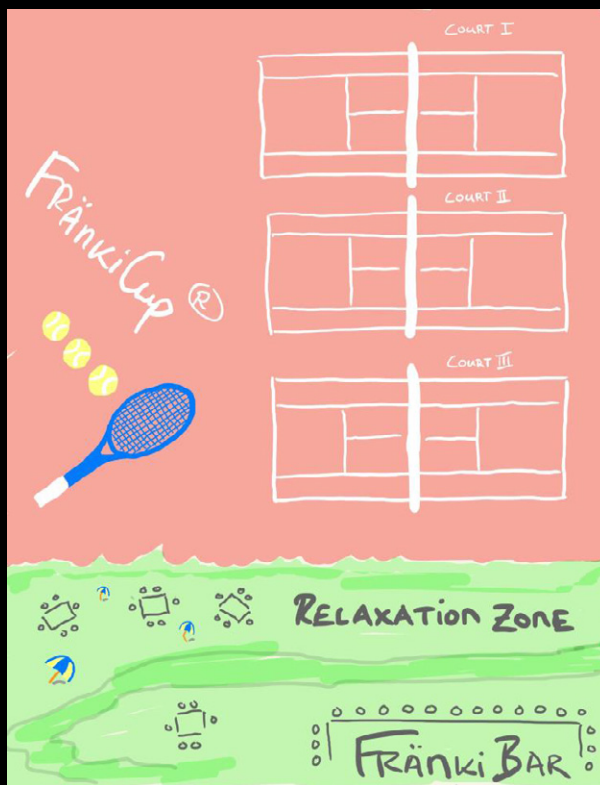 COURT I
COURT II
FRÄNKiCup ®
COURT III
RELAXATiON ZONE
FRÄNKi BAR